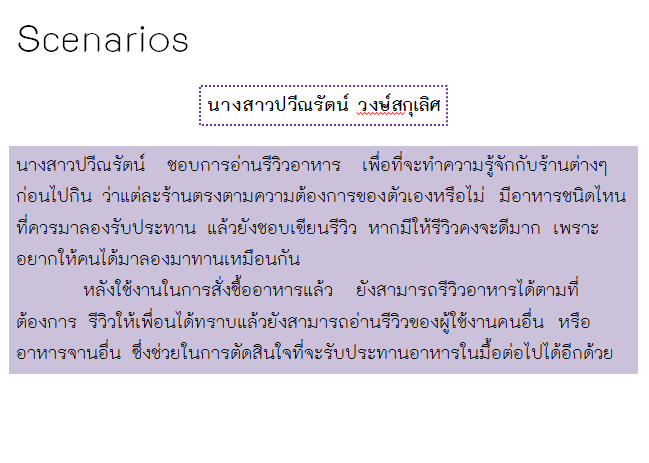 Scenarios
นางสาวปวีณรัตน์ วงษ์สกุเลิศ
นางสาวปวีณรัตน์ ชอบการอ่านรีวิวอาหาร เพื่อที่จะทำความรู้จักกับร้านต่างๆ
ก่อนไปกิน ว่าแต่ละร้านตรงตามความต้องการของตัวเองหรือไม่ มีอาหารชนิดไหน
ที่ควรมาลองรับประทาน แล้วยังชอบเขียนรีวิว หากมีให้รีวิวคงจะดีมาก เพราะ
อยากให้คนได้มาลองมาทานเหมือนกัน
หลังใช้งานในการสั่งซื้ออาหารแล้ว ยังสามารถรีวิวอาหารได้ตามที่
ต้องการ รีวิวให้เพื่อนได้ทราบแล้วยังสามารถอ่านรีวิวของผู้ใช้งานคนอื่น หรือ
อาหารจานอื่น ซึ่งช่วยในการตัดสินใจที่จะรับประทานอาหารในมื้อต่อไปได้อีกด้วย